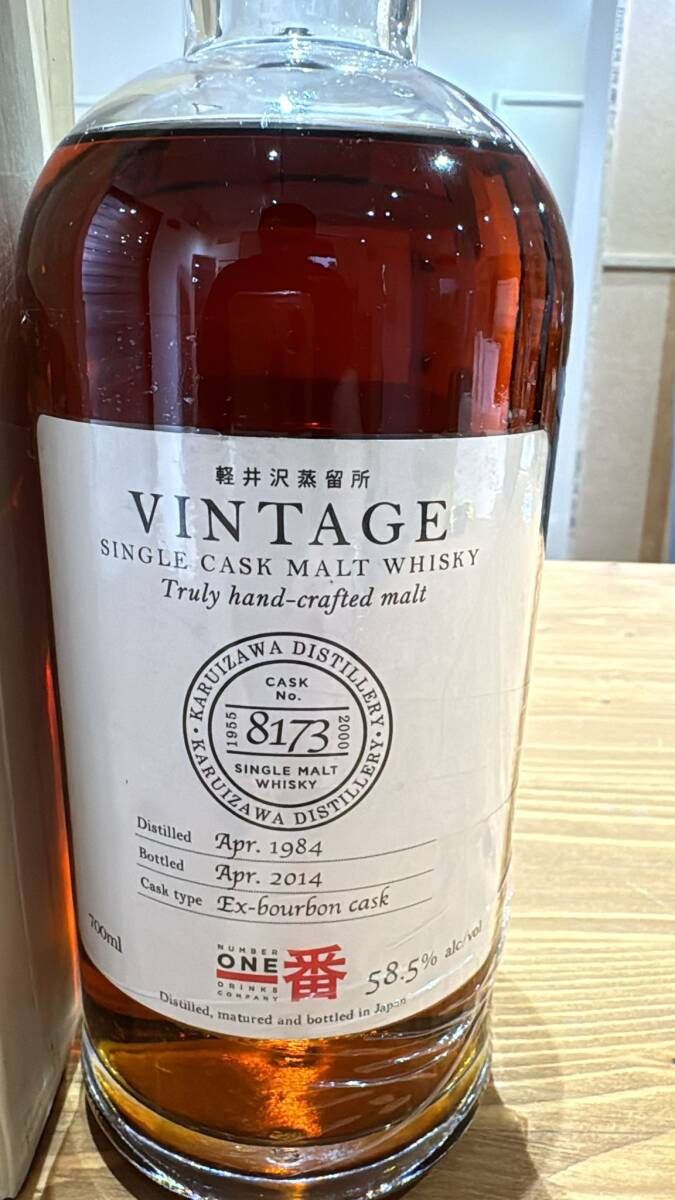 軽井沢蒸留所
VINTAGE
SINGLE CASK MALT WHISKY
Truly hand-crafted malt
KARUIZAWA DISTILLERY
CASK
No.
1955
8173
2000
SINGLE MALT
WHISKY
KARUIZAWA DISTILLERY
Distilled Apr. 1984
Bottled Apr. 2014
Cask type Ex-bourbon cask
700ml
NUMBER
ONE
DRINKS
COMPANY
番
58.5% alc/vol
Distilled, matured and bottled in Japan